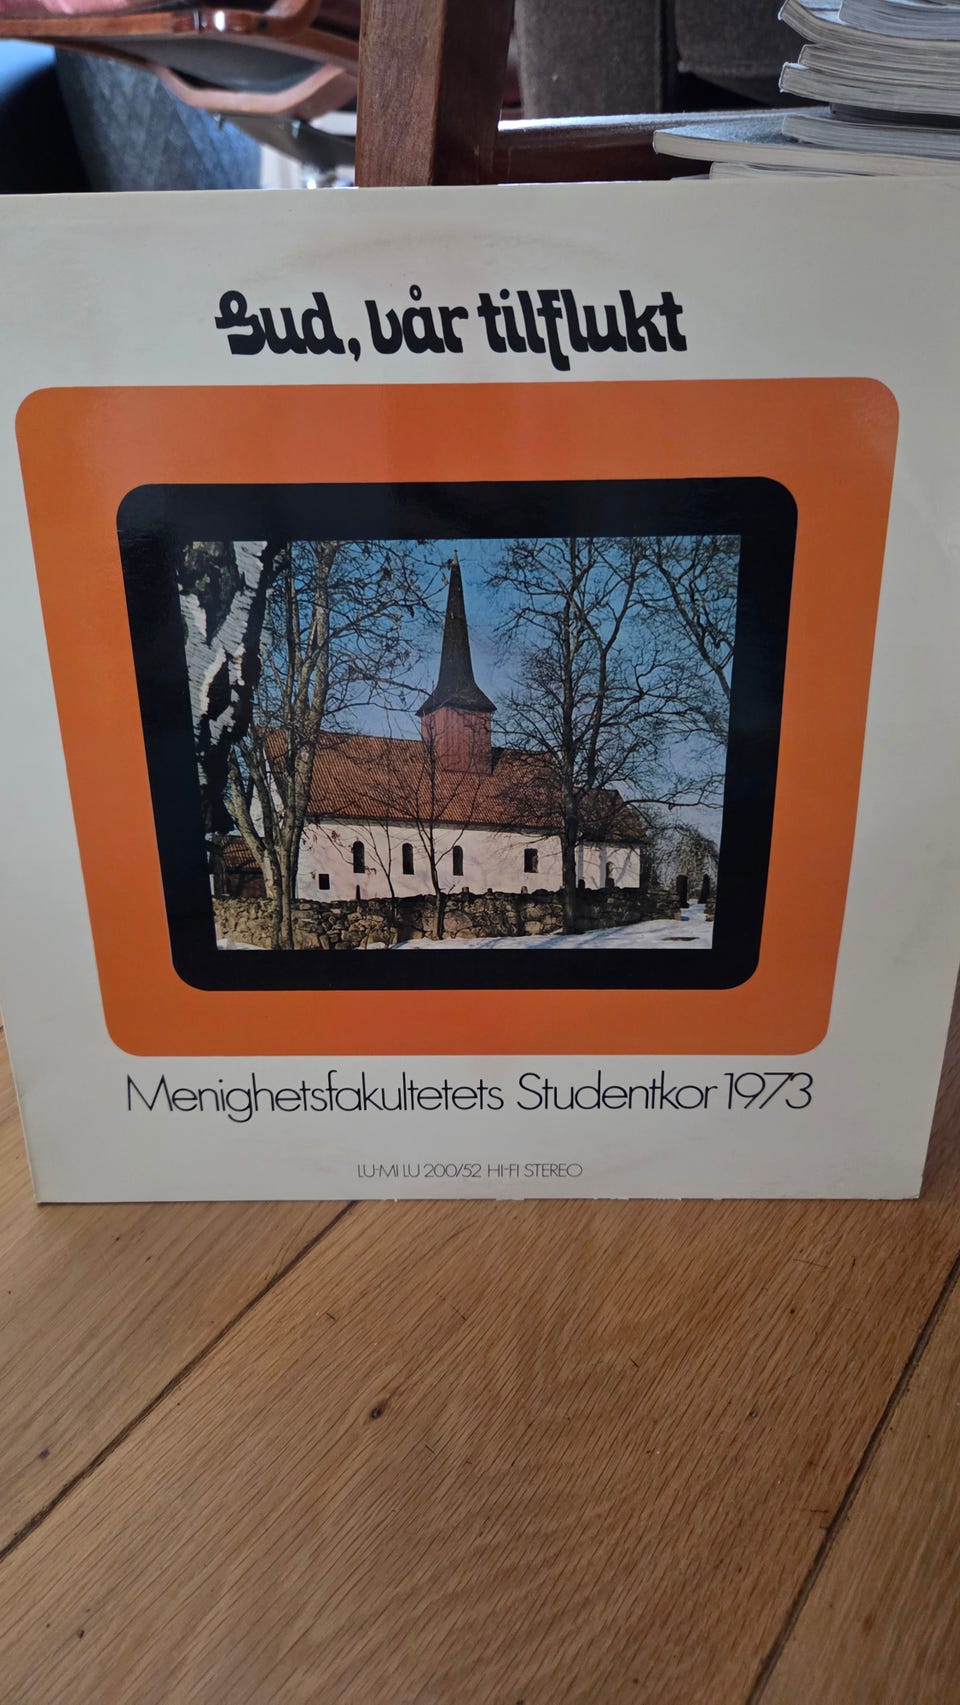 Gud, vår tilflukt
Menighetsfakultetets Studentkor 1973
LU-MI LU 200/52 HI-FI STEREO